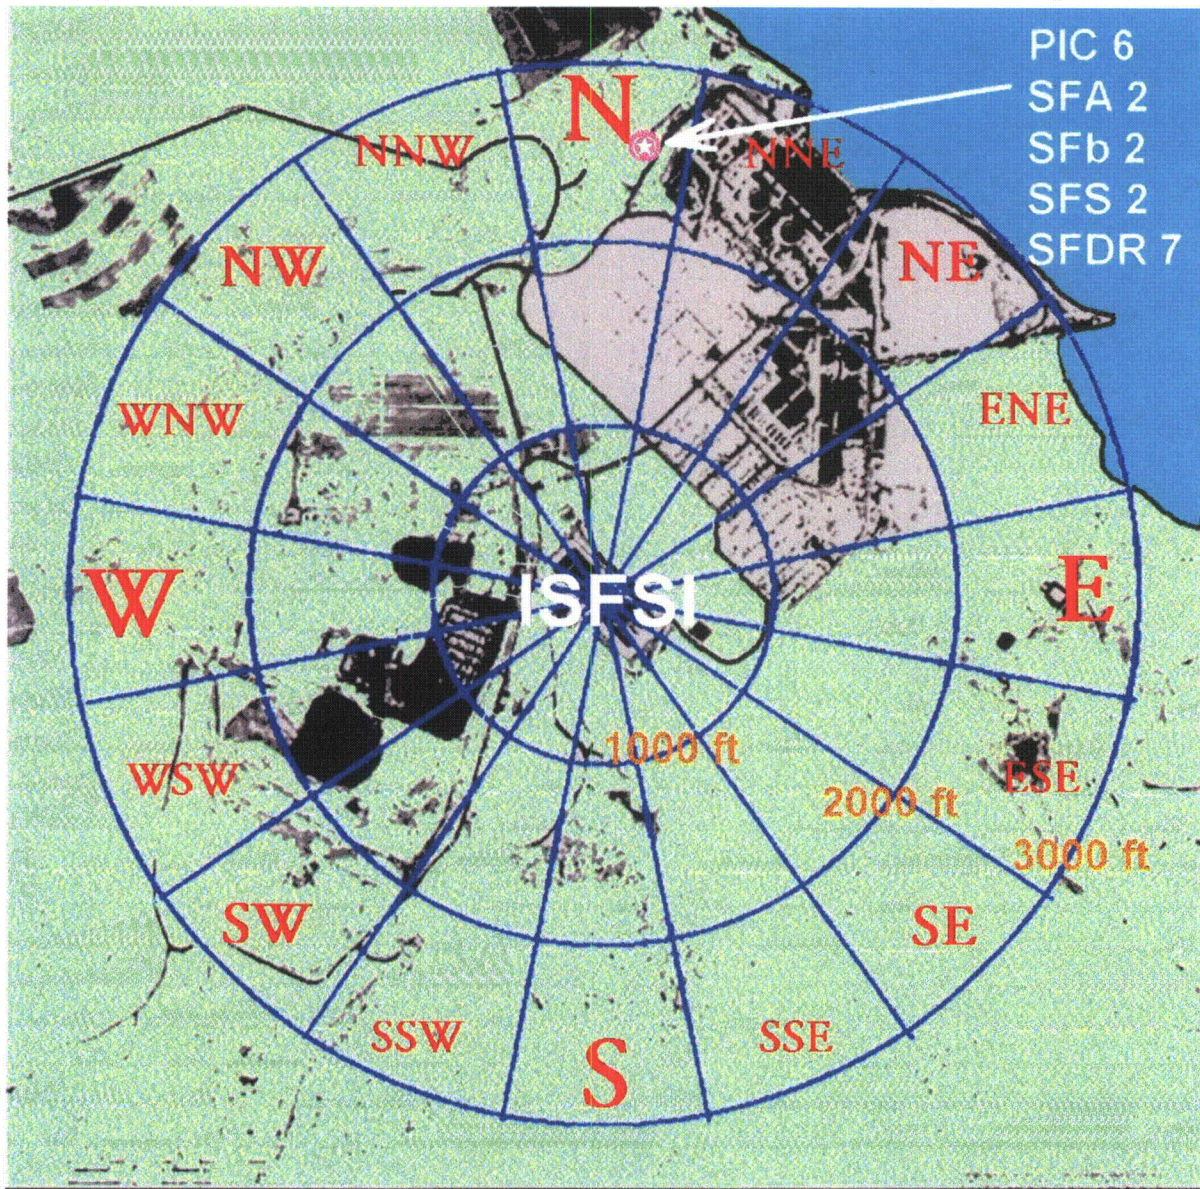 PIC 6
SFA 2
SFb 2
SFS 2
SFDR 7
N
NNW
NNE
NW
NE
WNW
ENE
W
ISFSI
E
1000 ft
WSW
ESE
2000 ft
3000 ft
SW
SE
SSW
SSE
S